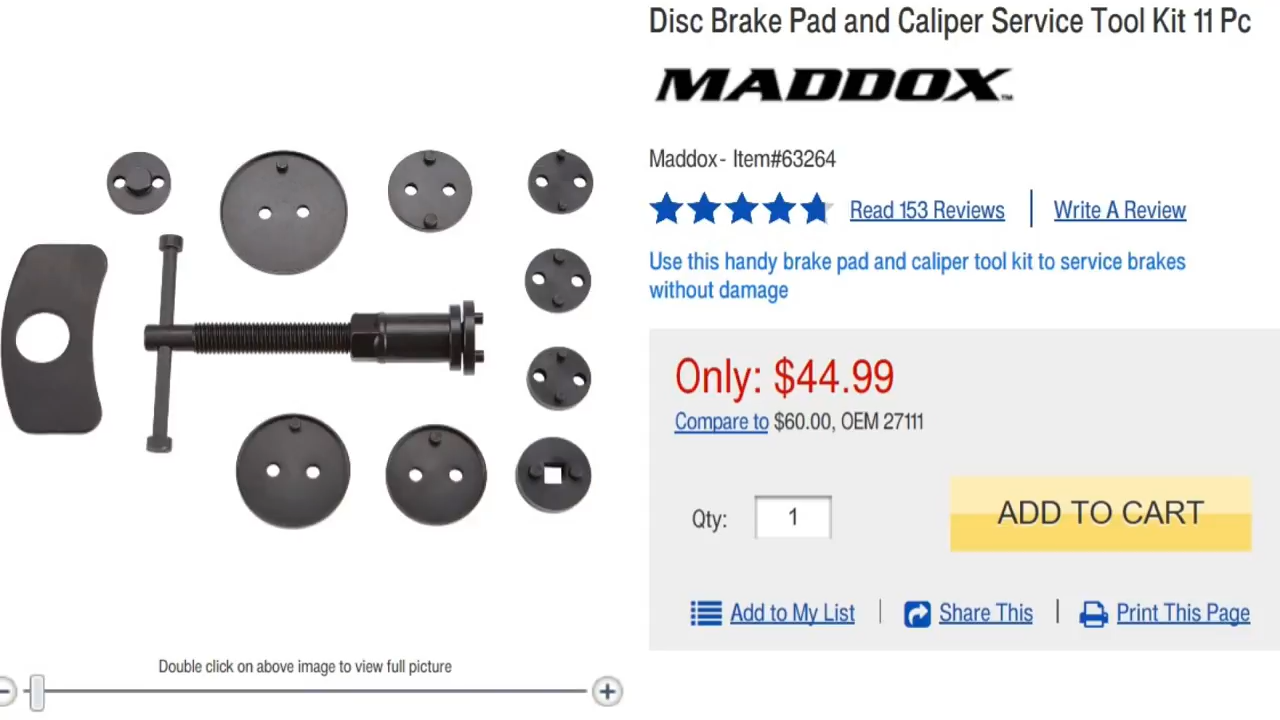 Disc Brake Pad and Caliper Service Tool Kit 11 Pc
MADDOX™
Maddox- Item#63264
Read 153 Reviews
Write A Review
Use this handy brake pad and caliper tool kit to service brakes
without damage
Only: $44.99
Compare to $60.00, OEM 27111
Qty: 1
ADD TO CART
Add to My List
Share This
Print This Page
Double click on above image to view full picture